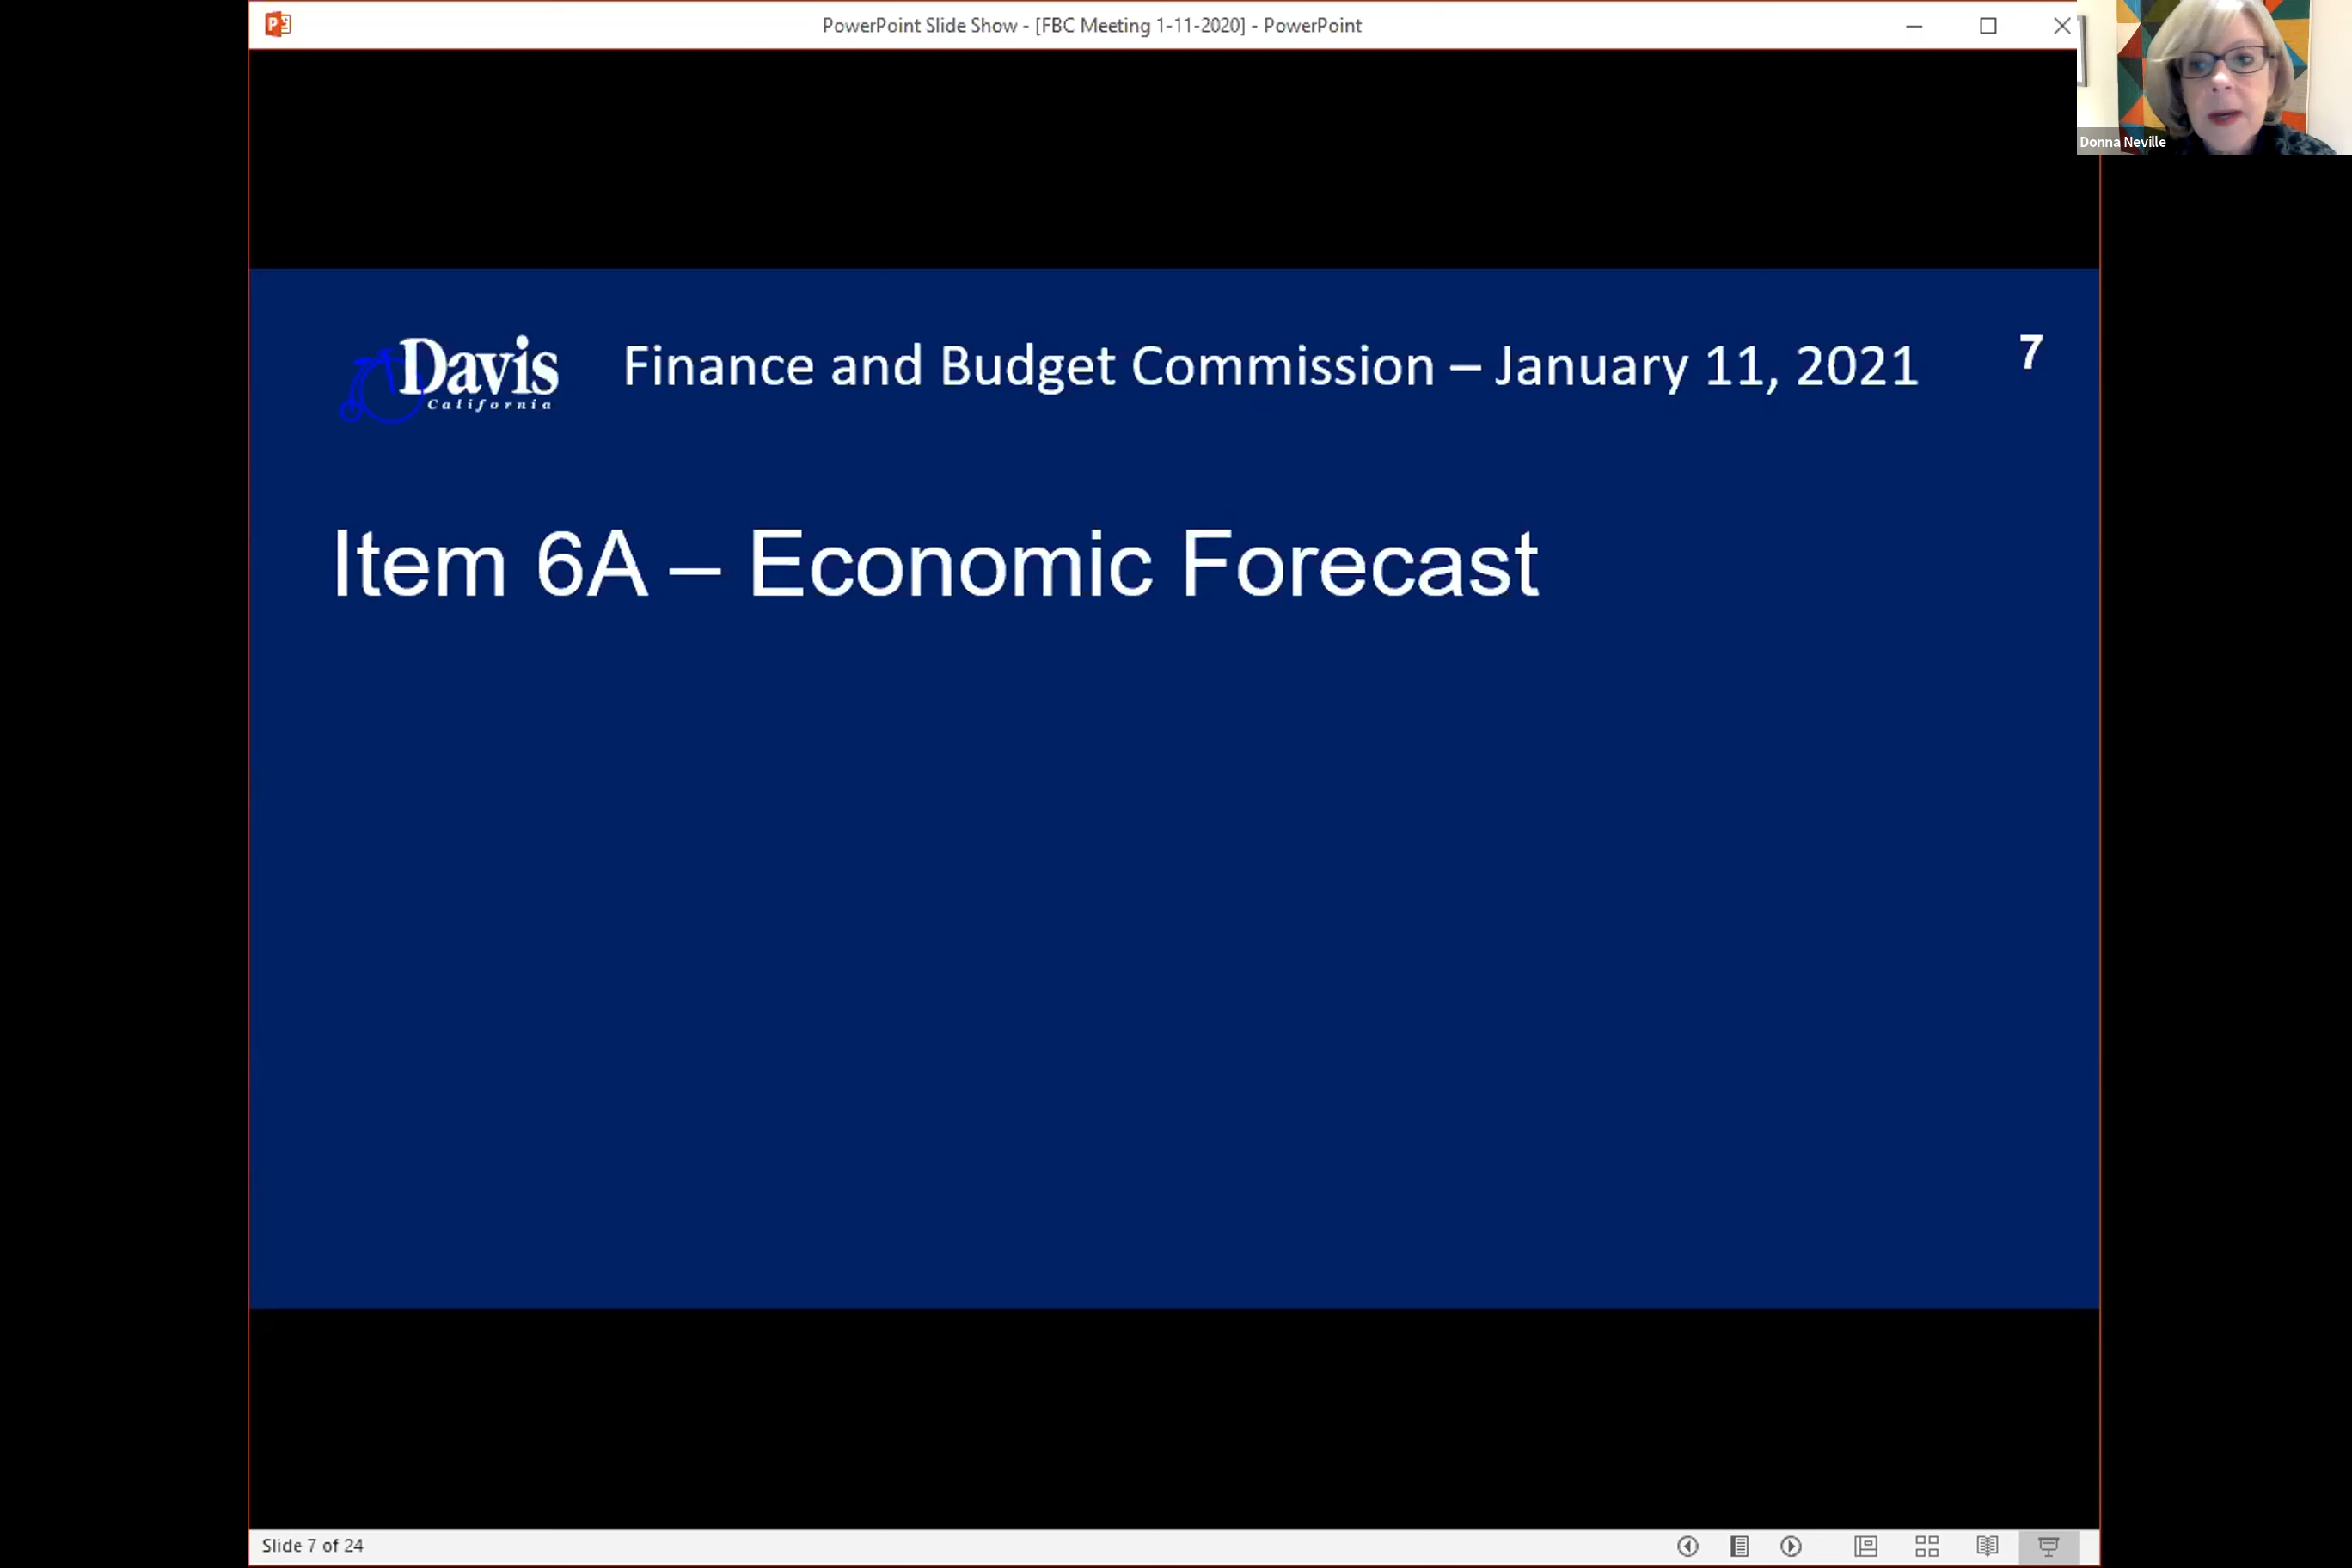 PowerPoint Slide Show - [FBC Meeting 1-11-2020] - PowerPoint
Donna Neville
Davis
California
Finance and Budget Commission – January 11, 2021
7
Item 6A – Economic Forecast
Slide 7 of 24